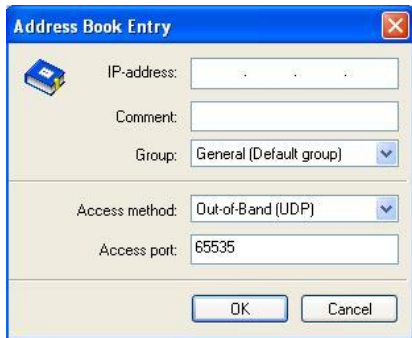 Address Book Entry
IP-address: . . .
Comment:
Group: General (Default group)
Access method: Out-of-Band (UDP)
Access port: 65535
OK Cancel